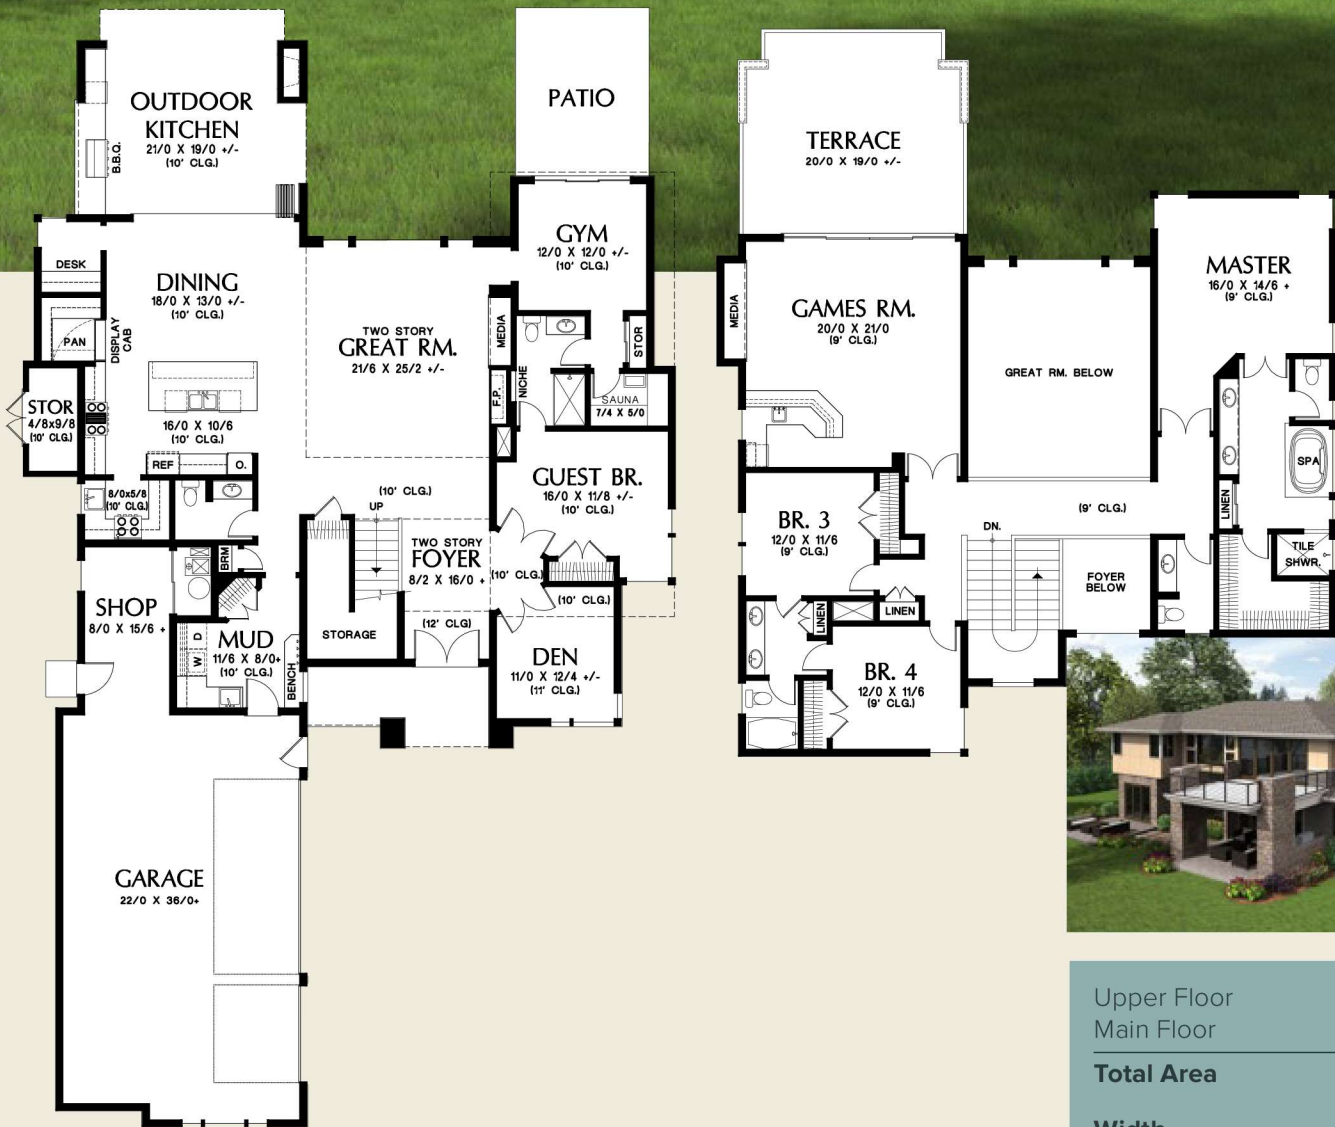 OUTDOOR
KITCHEN
21/0 X 19/0 +/-
(10' CLG.)
B.B.Q.
PATIO
GYM
12/0 X 12/0 +/-
(10' CLG.)
DESK
DINING
18/0 X 13/0 +/-
(10' CLG.)
PAN
DISPLAY
CAB
TWO STORY
GREAT RM.
21/6 X 25/2 +/-
MEDIA
STOR
NICHE
F.P.
SAUNA
7/4 X 5/0
STOR
4/8x9/8
(10' CLG.)
16/0 X 10/6
(10' CLG.)
REF
O.
8/0x5/8
(10' CLG.)
GUEST BR.
16/0 X 11/8 +/-
(10' CLG.)
(10' CLG.)
UP
TWO STORY
FOYER
8/2 X 16/0 +
(10' CLG.)
(10' CLG.)
(12' CLG)
BRM
SHOP
8/0 X 15/6 +
MUD
11/6 X 8/0+
(10' CLG.)
D
W
BENCH
STORAGE
DEN
11/0 X 12/4 +/-
(11' CLG.)
GARAGE
22/0 X 36/0+
TERRACE
20/0 X 19/0 +/-
MEDIA
GAMES RM.
20/0 X 21/0
(9' CLG.)
GREAT RM. BELOW
MASTER
16/0 X 14/6 +
(9' CLG.)
SPA
LINEN
(9' CLG.)
BR. 3
12/0 X 11/6
(9' CLG.)
DN.
FOYER
BELOW
TILE
SHWR.
LINEN
LINEN
BR. 4
12/0 X 11/6
(9' CLG.)
Upper Floor
Main Floor
Total Area
Width